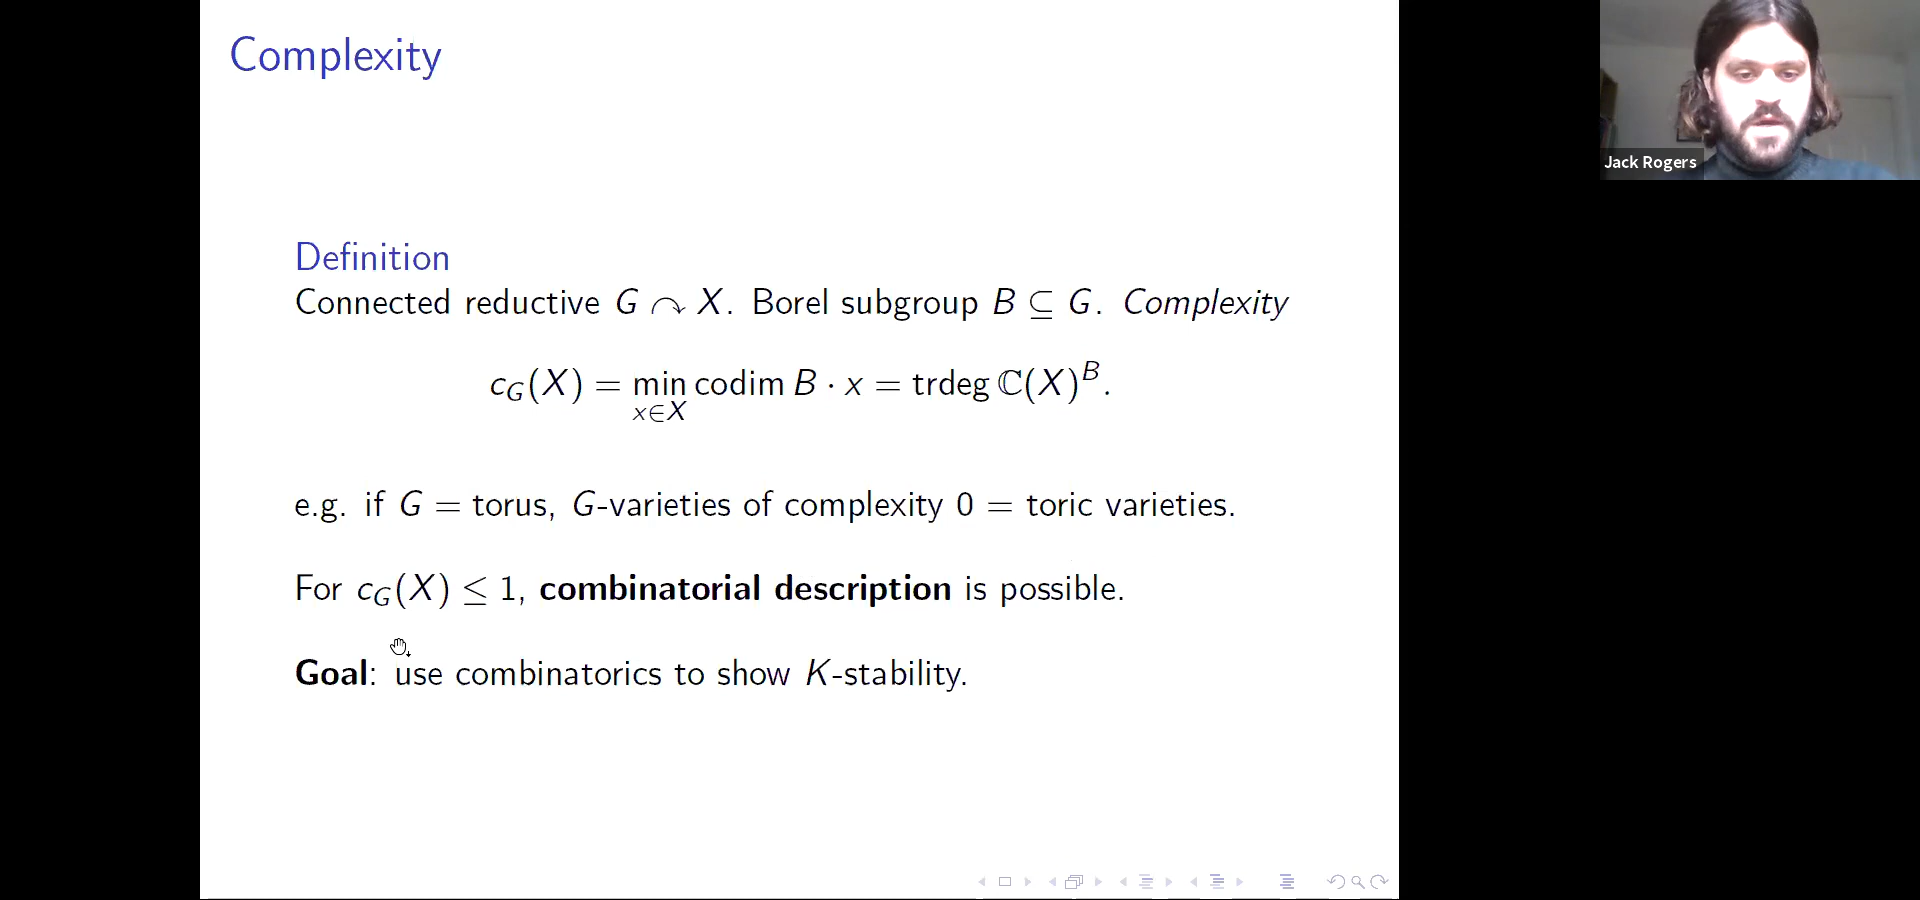 Complexity
Definition
Connected reductive G ↷ X. Borel subgroup B ⊆ G. Complexity
c_G(X) = min_{x∈X} codim B · x = trdeg ℂ(X)^B.
e.g. if G = torus, G-varieties of complexity 0 = toric varieties.
For c_G(X) ≤ 1, combinatorial description is possible.
Goal: use combinatorics to show K-stability.
Jack Rogers